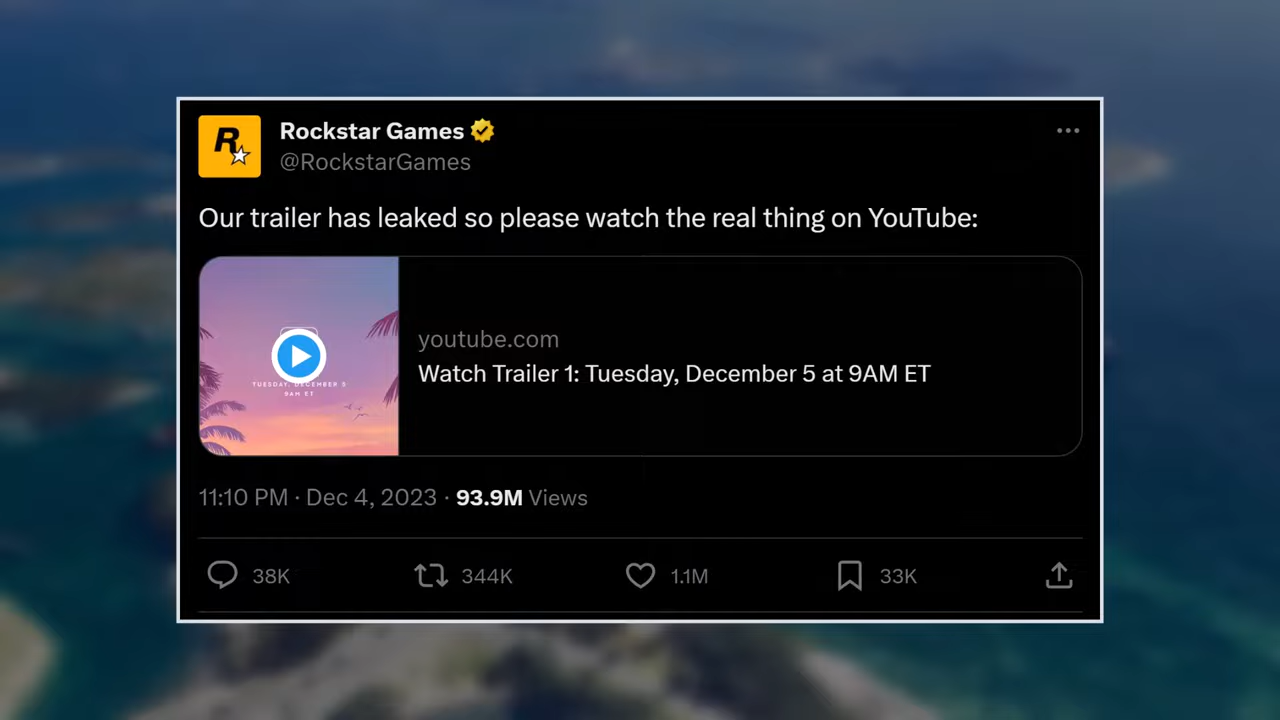 R
Rockstar Games
@RockstarGames
Our trailer has leaked so please watch the real thing on YouTube:
TUESDAY, DECEMBER 5
9AM ET
youtube.com
Watch Trailer 1: Tuesday, December 5 at 9AM ET
11:10 PM · Dec 4, 2023 · 93.9M Views
38K 344K 1.1M 33K